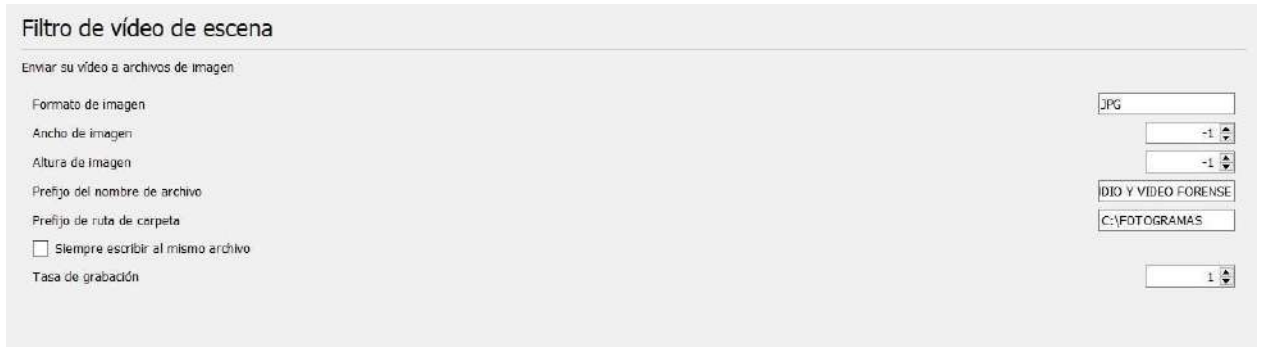 Filtro de vídeo de escena
Enviar su vídeo a archivos de imagen
Formato de imagen JPG
Ancho de imagen -1
Altura de imagen -1
Prefijo del nombre de archivo DIO Y VIDEO FORENSE
Prefijo de ruta de carpeta C:\FOTOGRAMAS
Siempre escribir al mismo archivo
Tasa de grabación 1